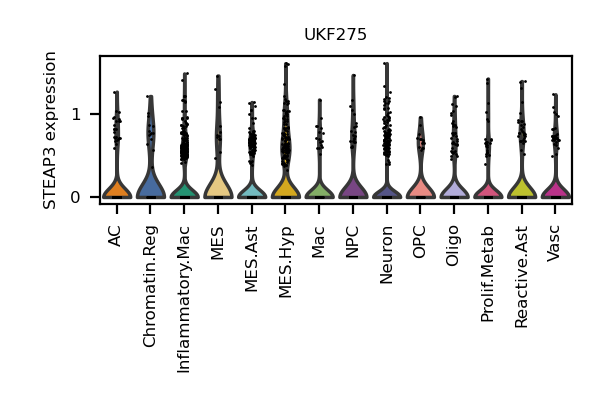 UKF275
STEAP3 expression
1
0
AC
Chromatin.Reg
Inflammatory.Mac
MES
MES.Ast
MES.Hyp
Mac
NPC
Neuron
OPC
Oligo
Prolif.Metab
Reactive.Ast
Vasc